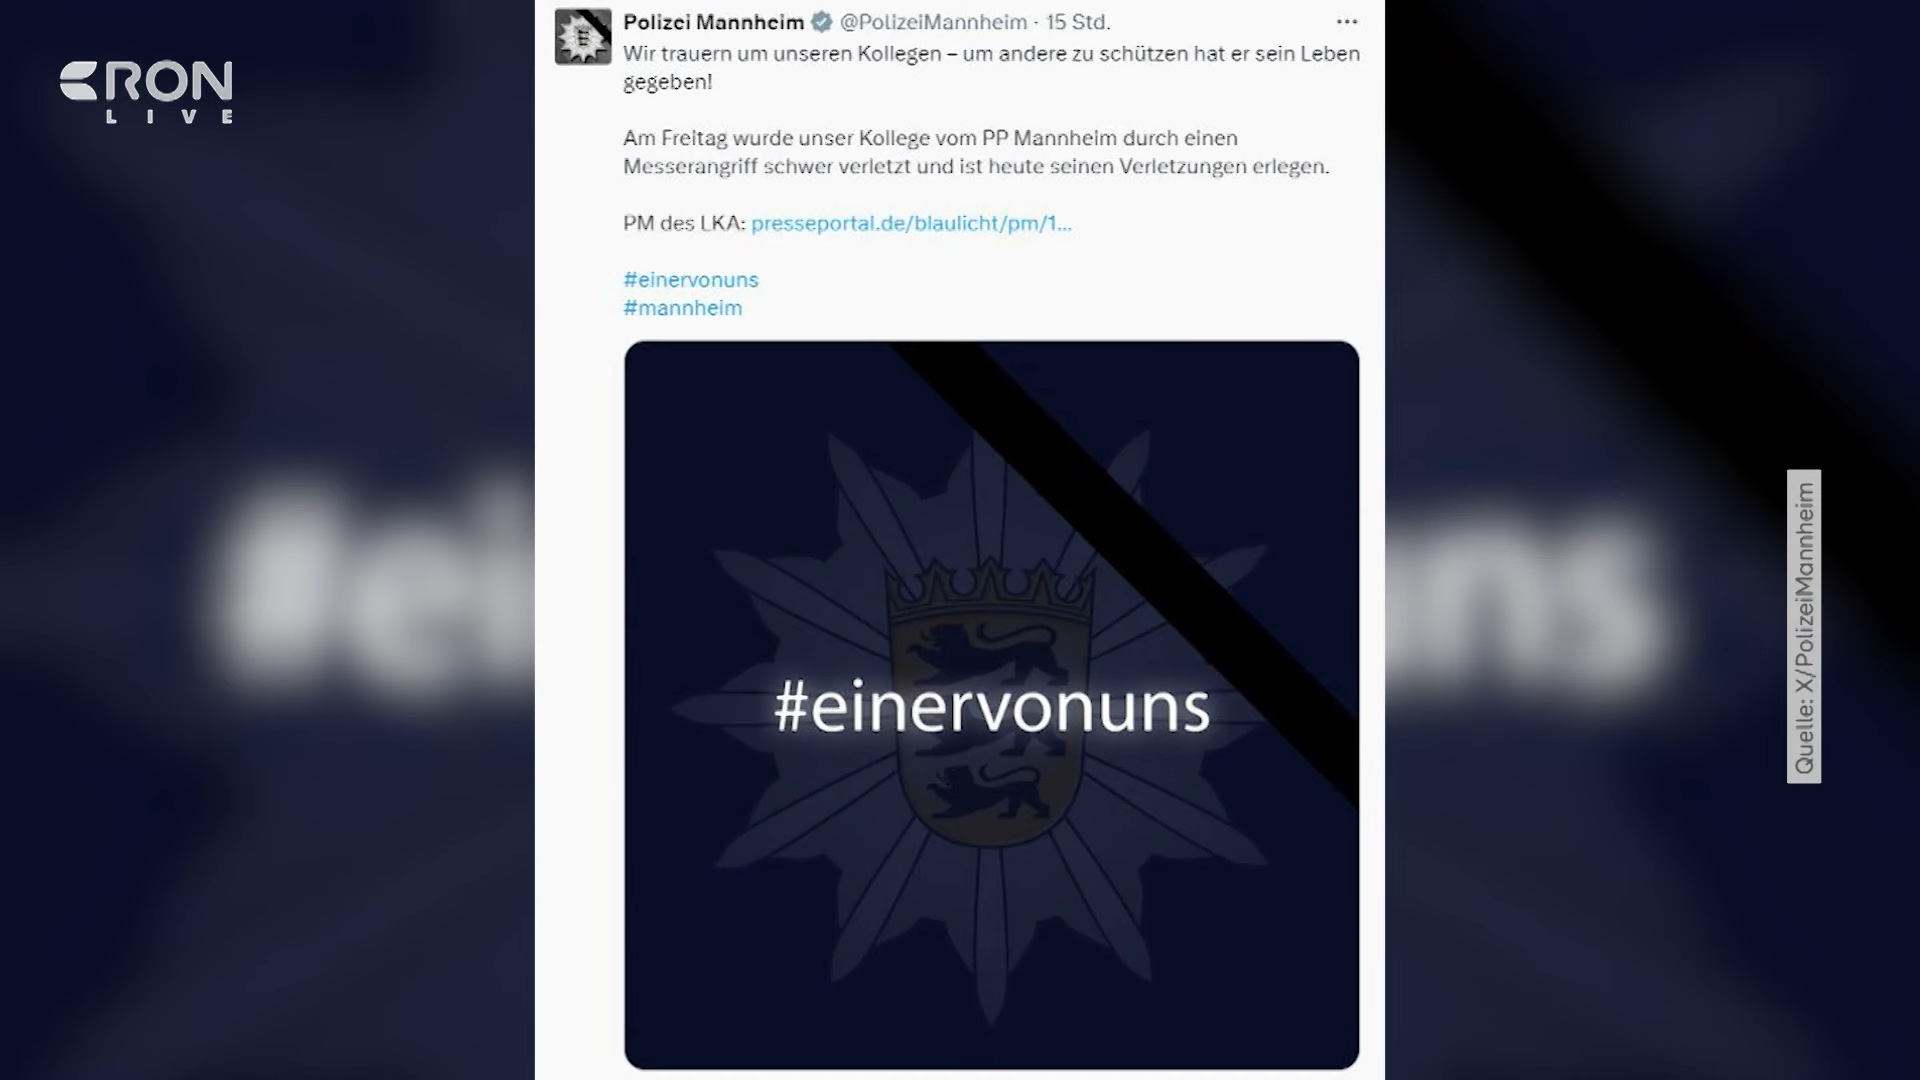 RON
LIVE
Polizei Mannheim @PolizeiMannheim · 15 Std.
Wir trauern um unseren Kollegen – um andere zu schützen hat er sein Leben
gegeben!
Am Freitag wurde unser Kollege vom PP Mannheim durch einen
Messerangriff schwer verletzt und ist heute seinen Verletzungen erlegen.
PM des LKA: presseportal.de/blaulicht/pm/1...
#einervonuns
#mannheim
#einervonuns
#ei
uns
Quelle: X/PolizeiMannheim